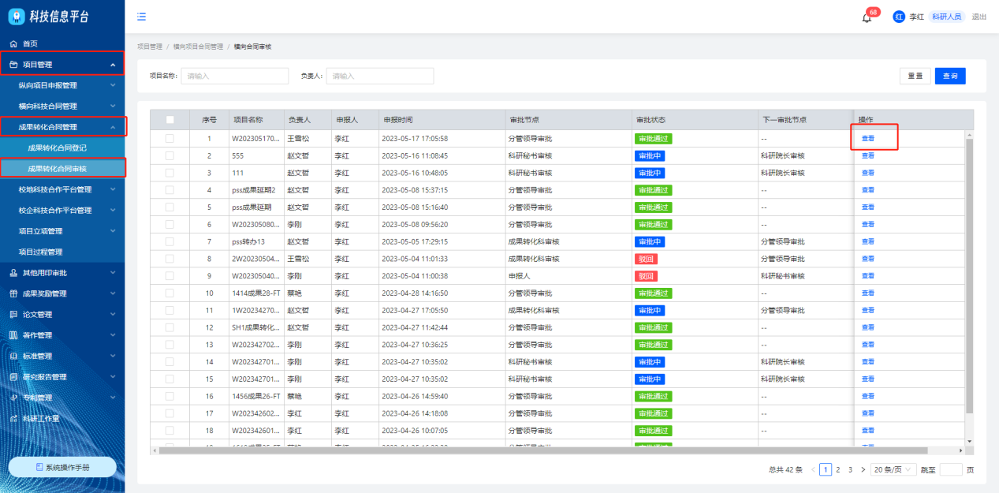 科技信息平台
68
红 李红 科研人员 退出
首页
项目管理
纵向项目申报管理
横向科技合同管理
成果转化合同管理
成果转化合同登记
成果转化合同审核
校地科技合作平台管理
校企科技合作平台管理
项目立项管理
项目过程管理
其他用印审批
成果奖励管理
论文管理
著作管理
标准管理
研究报告管理
专利管理
科研工作量
系统操作手册
项目管理 / 横向项目合同管理 / 横向合同审核
项目名称: 请输入 负责人: 请输入 重置 查询
序号 项目名称 负责人 申报人 申报时间 审批节点 审批状态 下一审批节点 操作
1 W202305170... 王雪松 李红 2023-05-17 17:05:58 分管领导审批 审批通过 -- 查看
2 555 赵文哲 李红 2023-05-16 11:08:45 科研秘书审核 审批中 科研院长审核 查看
3 111 赵文哲 李红 2023-05-16 10:48:05 科研秘书审核 审批中 科研院长审核 查看
4 pss成果延期2 赵文哲 李红 2023-05-08 15:37:15 分管领导审批 审批通过 -- 查看
5 pss成果延期 赵文哲 李红 2023-05-08 15:16:40 分管领导审批 审批通过 -- 查看
6 W202305080... 李刚 李红 2023-05-08 09:56:20 分管领导审批 审批通过 -- 查看
7 pss转办13 赵文哲 李红 2023-05-05 17:29:15 成果转化科审核 审批中 分管领导审批 查看
8 2W20230504... 王雪松 李红 2023-05-04 11:01:33 成果转化科审核 驳回 分管领导审批 查看
9 W202305040... 李刚 李红 2023-05-04 11:00:38 申报人 驳回 科研秘书审核 查看
10 1414成果28-FT 蔡艳 李红 2023-04-28 14:16:50 分管领导审批 审批通过 -- 查看
11 1W20234270... 赵文哲 李红 2023-04-27 17:05:50 成果转化科审核 审批中 分管领导审批 查看
12 SH1成果转化... 赵文哲 李红 2023-04-27 11:42:44 分管领导审批 审批通过 -- 查看
13 W202342702... 李刚 李红 2023-04-27 10:36:25 分管领导审批 审批通过 -- 查看
14 W202342701... 李刚 李红 2023-04-27 10:35:02 科研秘书审核 审批中 科研院长审核 查看
15 W202342701... 李刚 李红 2023-04-27 10:35:02 科研秘书审核 审批中 科研院长审核 查看
16 1456成果26-FT 蔡艳 李红 2023-04-26 14:59:40 分管领导审批 审批通过 -- 查看
17 W202342602... 李红 李红 2023-04-26 14:18:08 分管领导审批 审批通过 -- 查看
18 W202342601... 李红 李红 2023-04-26 10:07:05 分管领导审批 审批通过 -- 查看
总共 42 条 1 2 3 20 条/页 跳至 页